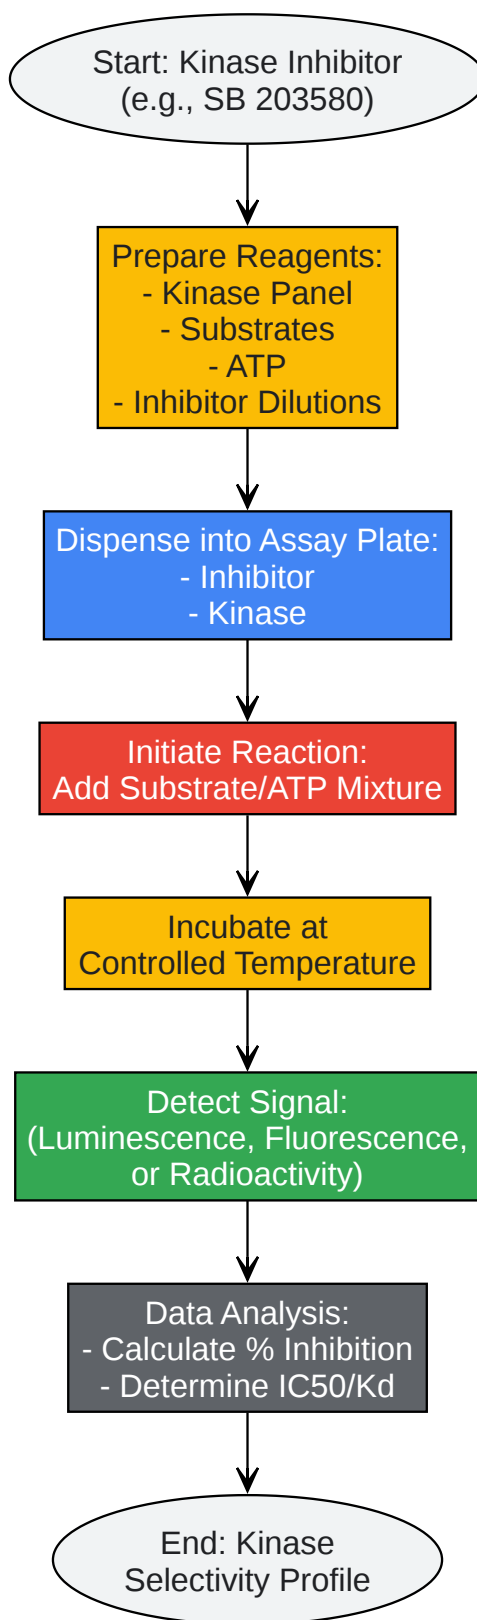 Start: Kinase Inhibitor
(e.g., SB 203580)
Prepare Reagents:
- Kinase Panel
- Substrates
- ATP
- Inhibitor Dilutions
Dispense into Assay Plate:
- Inhibitor
- Kinase
Initiate Reaction:
Add Substrate/ATP Mixture
Incubate at
Controlled Temperature
Detect Signal:
(Luminescence, Fluorescence,
or Radioactivity)
Data Analysis:
- Calculate % Inhibition
- Determine IC50/Kd
End: Kinase
Selectivity Profile